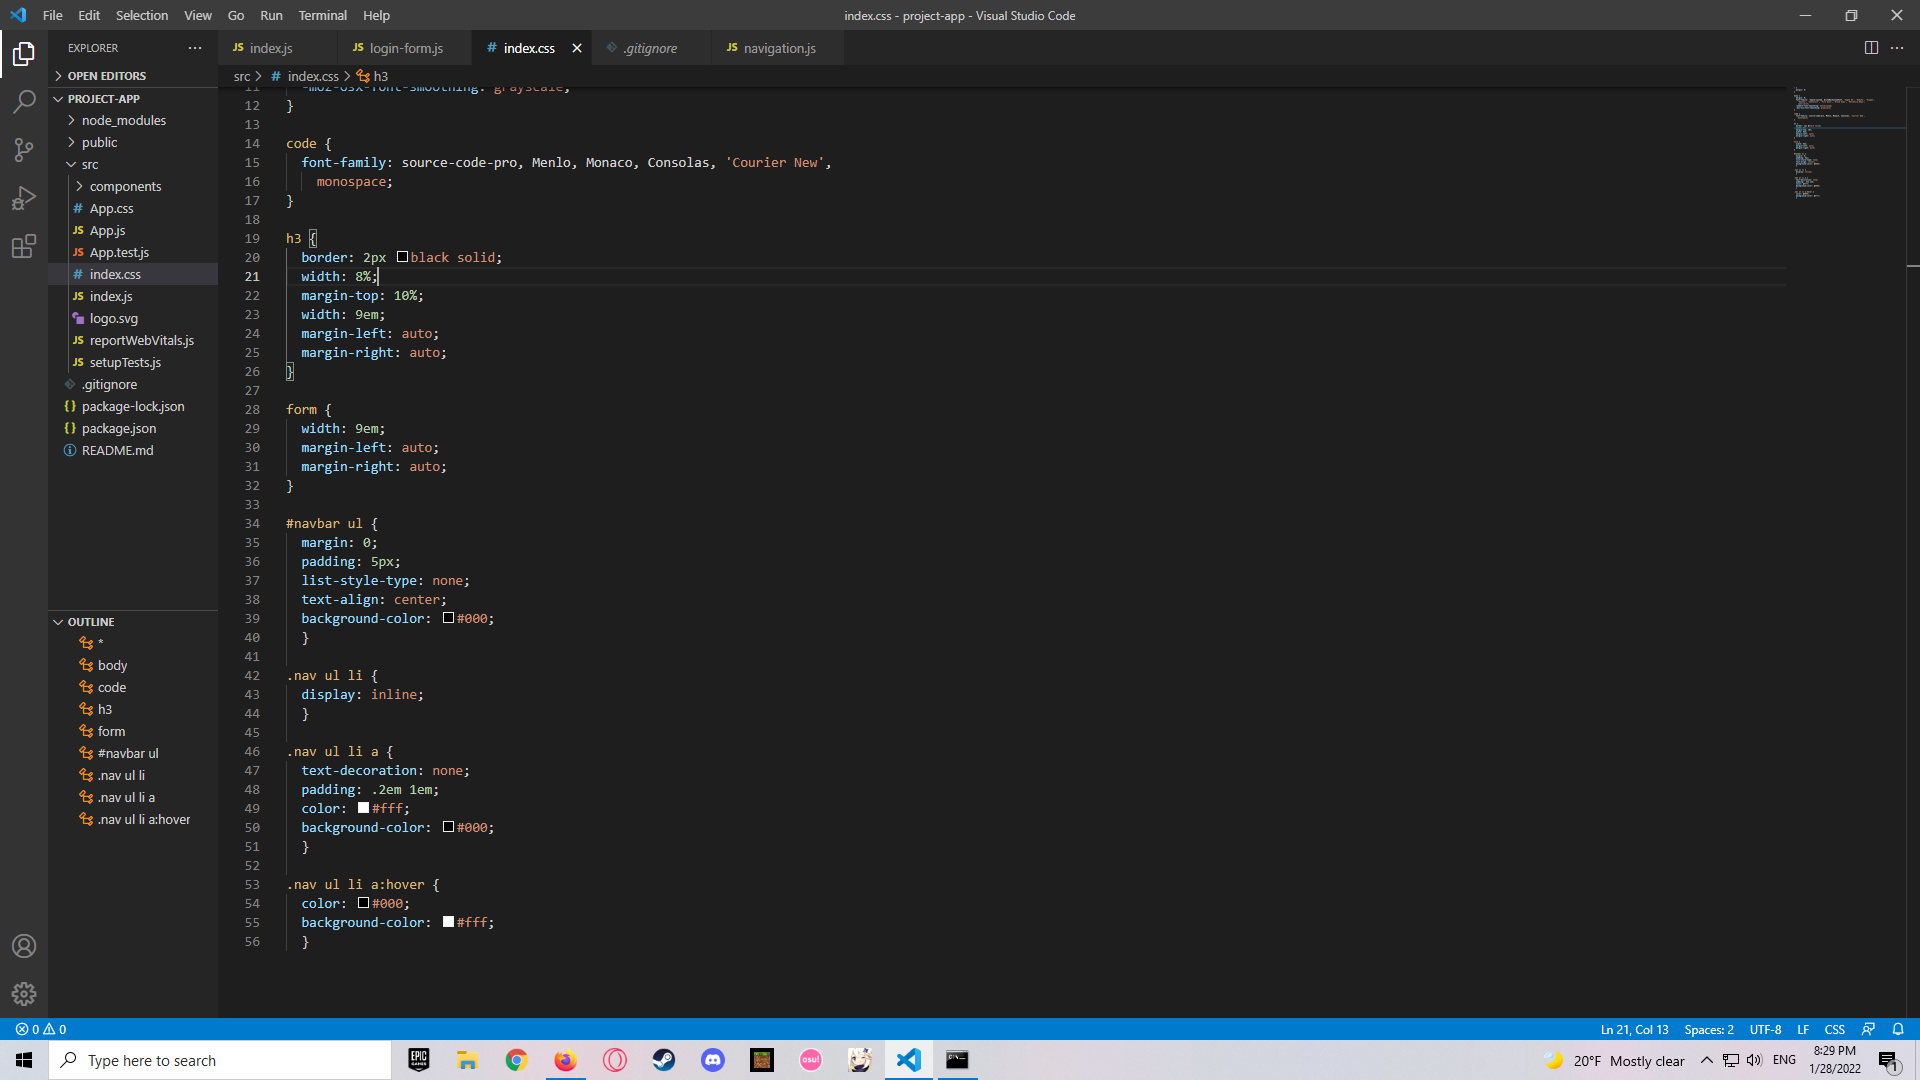 File Edit Selection View Go Run Terminal Help
index.css - project-app - Visual Studio Code
EXPLORER
OPEN EDITORS
PROJECT-APP
node_modules
public
src
components
# App.css
JS App.js
JS App.test.js
# index.css
JS index.js
logo.svg
JS reportWebVitals.js
JS setupTests.js
.gitignore
{} package-lock.json
{} package.json
README.md
OUTLINE
*
body
code
h3
form
#navbar ul
.nav ul li
.nav ul li a
.nav ul li a:hover
JS index.js
JS login-form.js
# index.css
.gitignore
JS navigation.js
src > # index.css > h3
11 -moz-osx-font-smoothing: grayscale;
12 }
13
14 code {
15 font-family: source-code-pro, Menlo, Monaco, Consolas, 'Courier New',
16 monospace;
17 }
18
19 h3 {
20 border: 2px black solid;
21 width: 8%;
22 margin-top: 10%;
23 width: 9em;
24 margin-left: auto;
25 margin-right: auto;
26 }
27
28 form {
29 width: 9em;
30 margin-left: auto;
31 margin-right: auto;
32 }
33
34 #navbar ul {
35 margin: 0;
36 padding: 5px;
37 list-style-type: none;
38 text-align: center;
39 background-color: #000;
40 }
41
42 .nav ul li {
43 display: inline;
44 }
45
46 .nav ul li a {
47 text-decoration: none;
48 padding: .2em 1em;
49 color: #fff;
50 background-color: #000;
51 }
52
53 .nav ul li a:hover {
54 color: #000;
55 background-color: #fff;
56 }
0 0
Ln 21, Col 13 Spaces: 2 UTF-8 LF CSS
Type here to search
EPIC GAMES
osu!
20°F Mostly clear
ENG
8:29 PM
1/28/2022
1